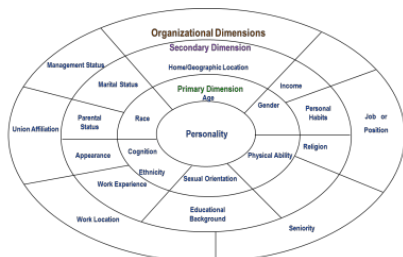 Organizational Dimensions
Secondary Dimension
Management Status
Home/Geographic Location
Marital Status
Income
Primary Dimension
Age
Gender
Personal
Habits
Parental
Status
Race
Union Affiliation
Personality
Job or
Position
Religion
Appearance
Cognition
Physical Ability
Ethnicity
Sexual Orientation
Work Experience
Educational
Background
Work Location
Seniority